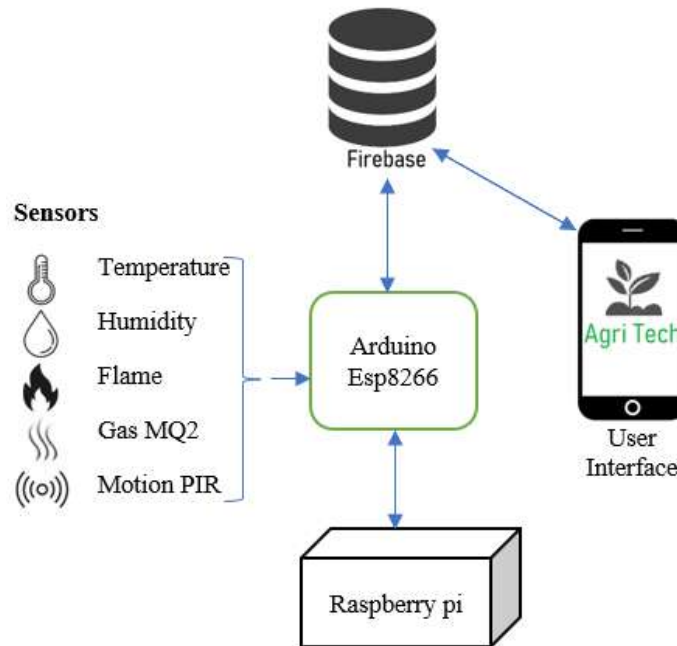 Firebase
Sensors
Temperature
Humidity
Flame
Gas MQ2
Motion PIR
Arduino
Esp8266
Agri Tech
User
Interface
Raspberry pi